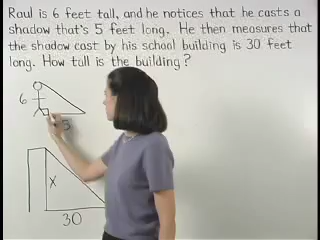 Raul is 6 feet tall, and he notices that he casts a
shadow that's 5 feet long. He then measures that
the shadow cast by his school building is 30 feet
long. How tall is the building?
6
5
x
30